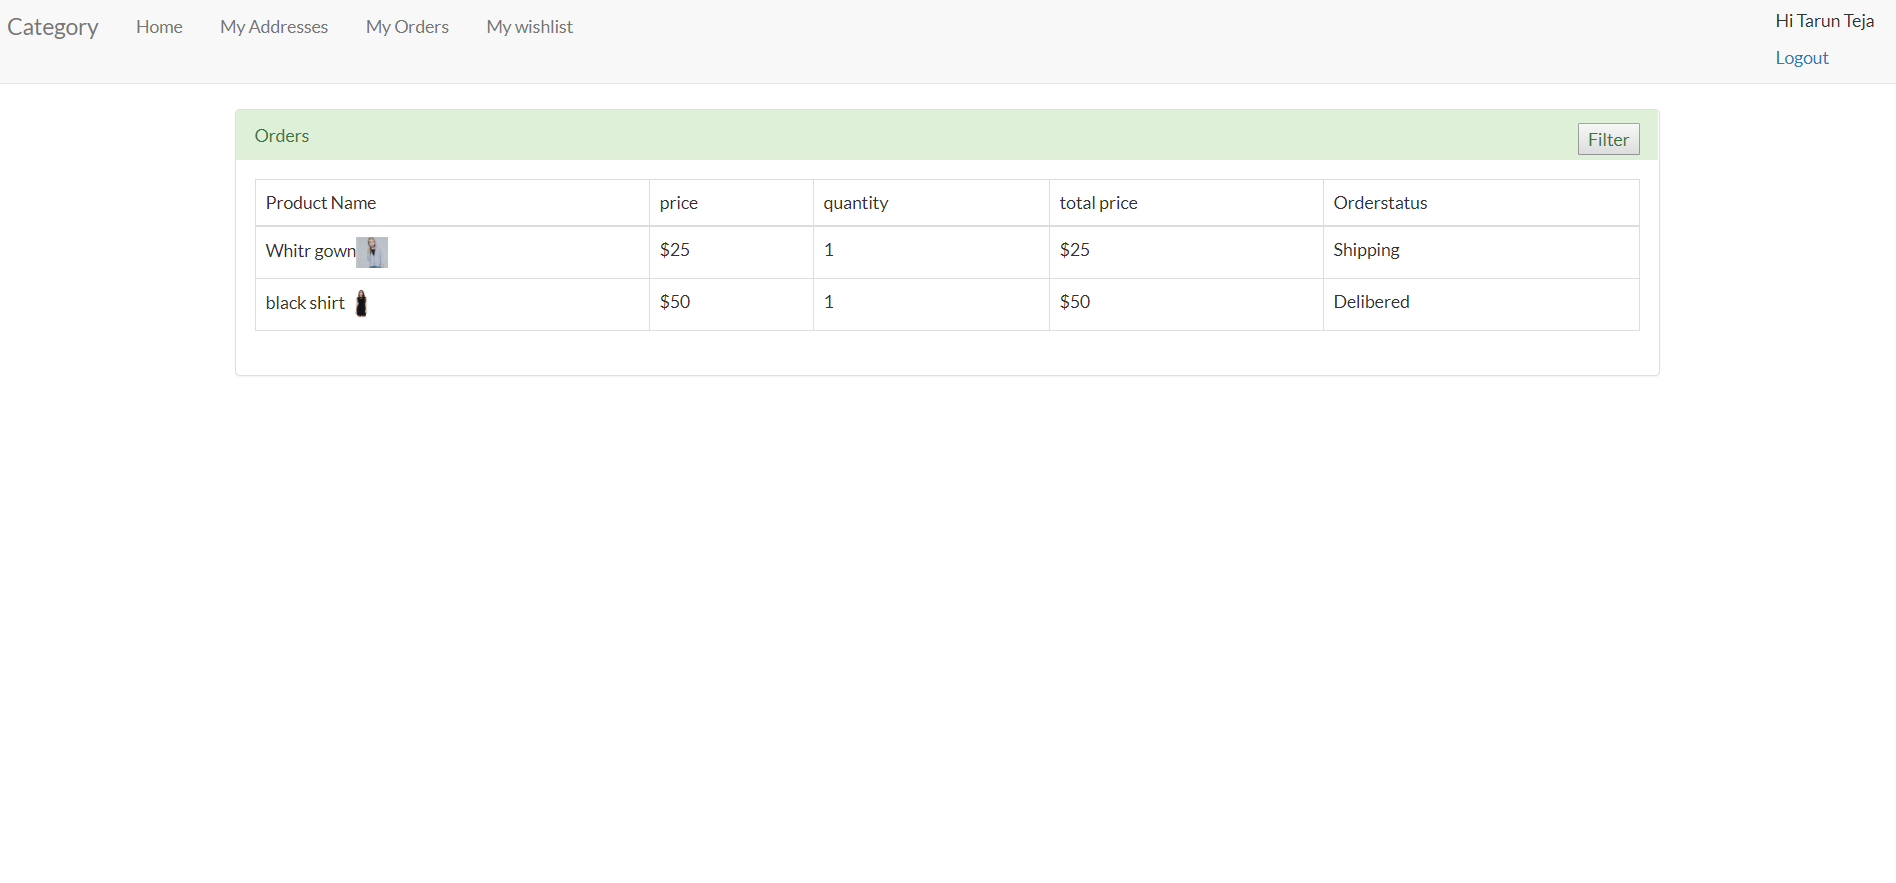 Category Home My Addresses My Orders My wishlist Hi Tarun Teja
Logout
Orders Filter
Product Name price quantity total price Orderstatus
Whitr gown $25 1 $25 Shipping
black shirt $50 1 $50 Delibered